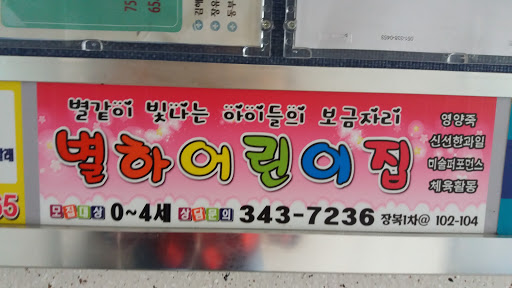 별같이 빛나는 아이들의 보금자리
별하어린이집
영양죽
신선한과일
미술퍼포먼스
체육활동
모집대상 0~4세 상담문의 343-7236 장복1차@ 102-104